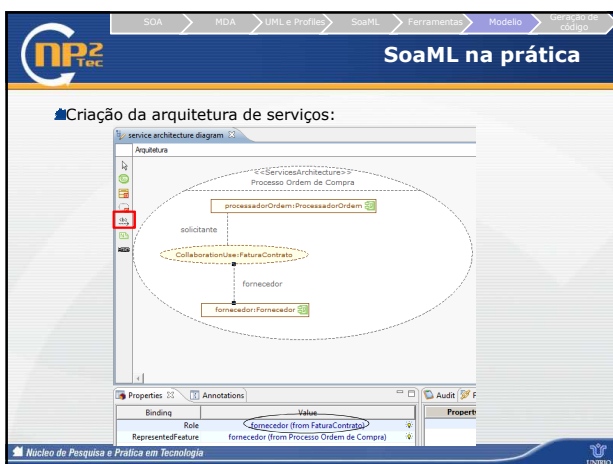 SOA
MDA
UML e Profiles
SoaML
Ferramentas
Modelio
Geração de código
NP2
Tec
SoaML na prática
Criação da arquitetura de serviços:
service architecture diagram
Arquitetura
<<ServicesArchitecture>>
Processo Ordem de Compra
processadorOrdem:ProcessadorOrdem
solicitante
CollaborationUse:FaturaContrato
fornecedor
fornecedor:Fornecedor
Properties
Annotations
Audit
Binding
Value
Propert
Role
fornecedor (from FaturaContrato)
RepresentedFeature
fornecedor (from Processo Ordem de Compra)
Núcleo de Pesquisa e Prática em Tecnologia
UNIRIO